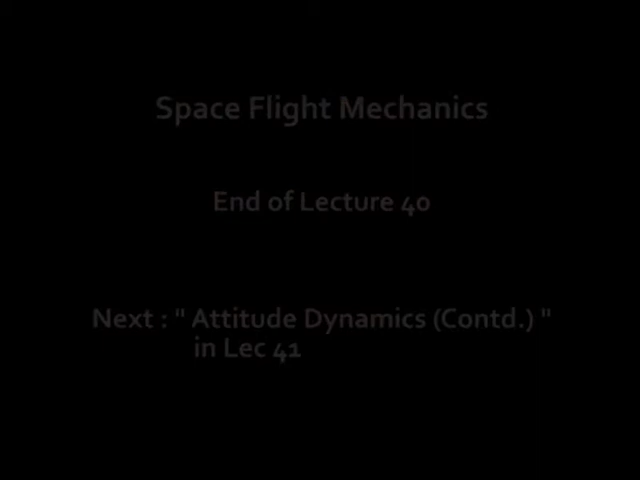 Space Flight Mechanics
End of Lecture 40
Next : " Attitude Dynamics (Contd.) "
in Lec 41